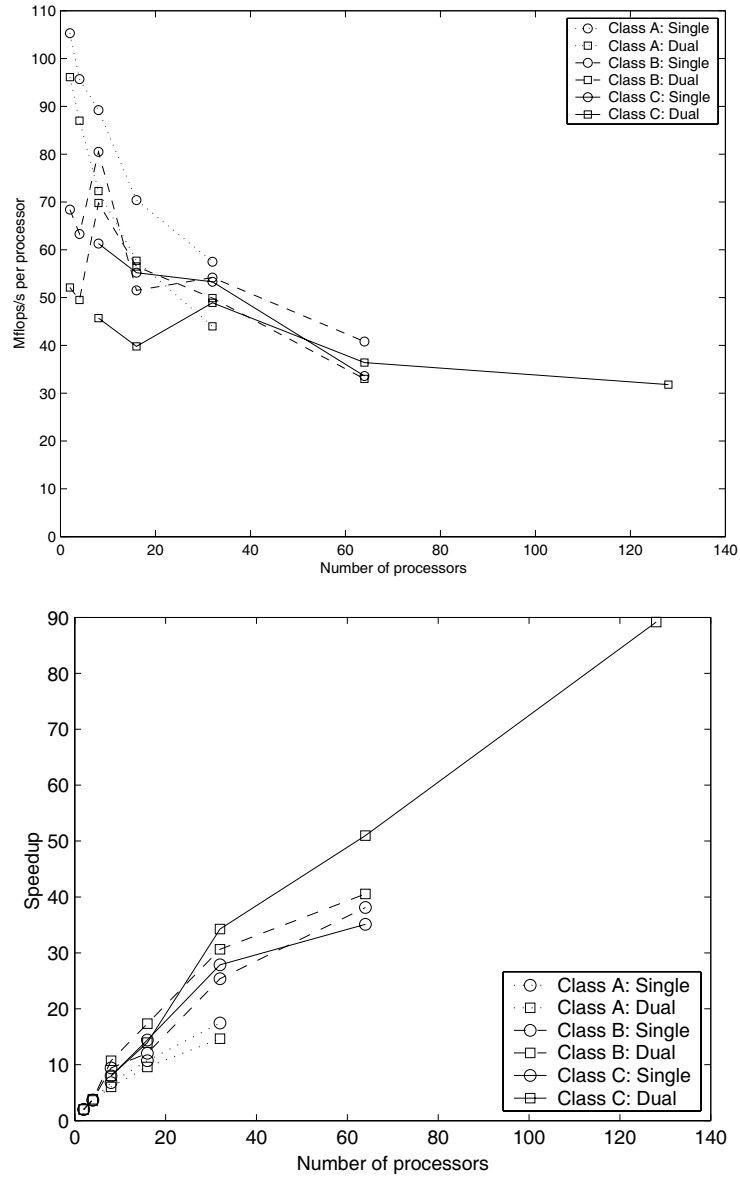 110
100
90
80
70
60
50
40
30
20
10
0
Mflops/s per processor
0 20 40 60 80 100 120 140
Number of processors
Class A: Single
Class A: Dual
Class B: Single
Class B: Dual
Class C: Single
Class C: Dual
90
80
70
60
50
40
30
20
10
0
Speedup
0 20 40 60 80 100 120 140
Number of processors
Class A: Single
Class A: Dual
Class B: Single
Class B: Dual
Class C: Single
Class C: Dual